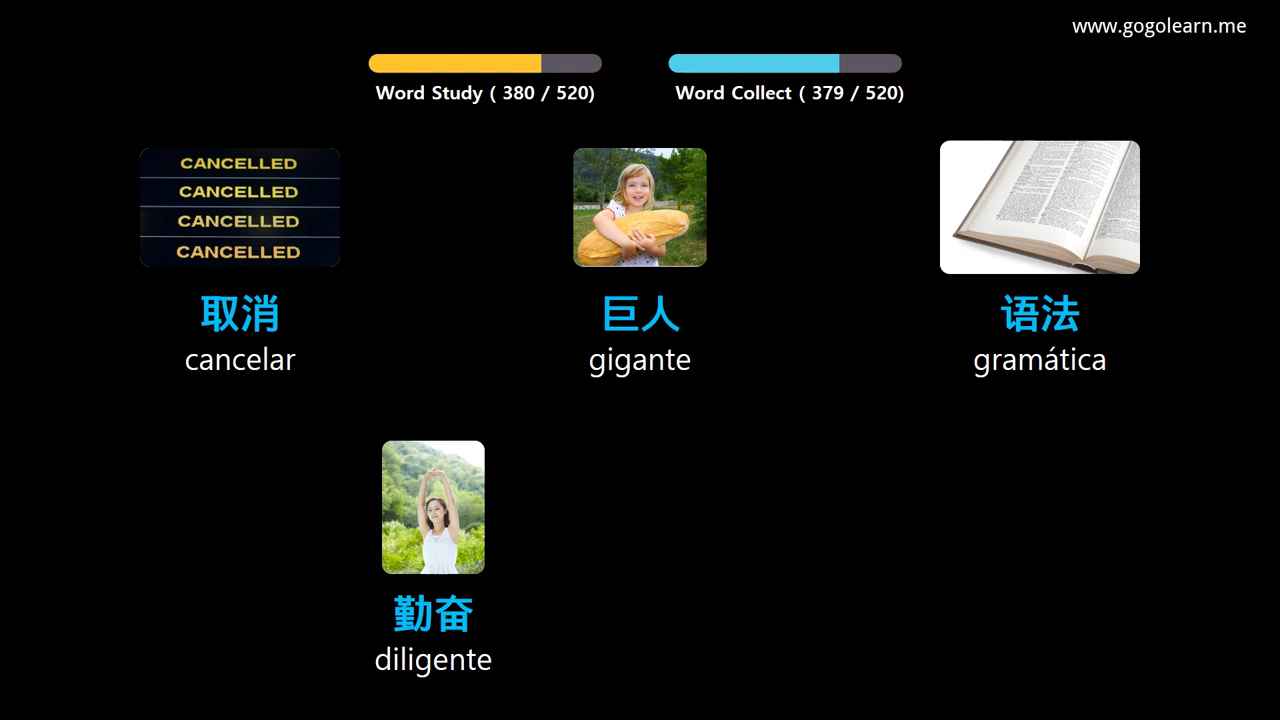 www.gogolearn.me
Word Study ( 380 / 520)
Word Collect ( 379 / 520)
CANCELLED
CANCELLED
CANCELLED
CANCELLED
取消
cancelar
巨人
gigante
语法
gramática
勤奋
diligente